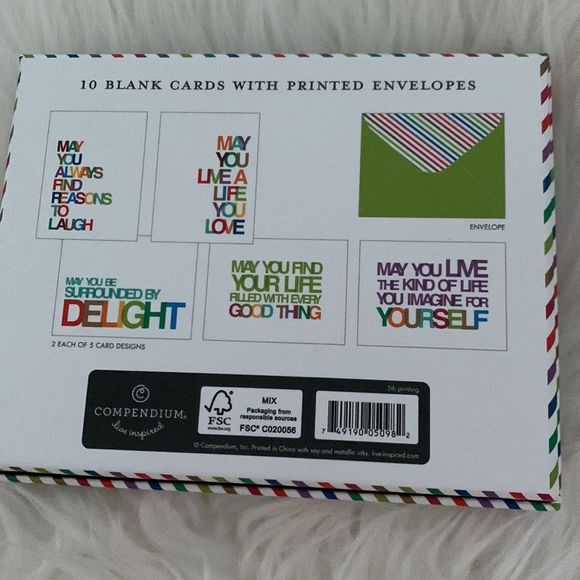 10 BLANK CARDS WITH PRINTED ENVELOPES
MAY
YOU
ALWAYS
FIND
REASONS
TO
LAUGH
MAY
YOU
LIVE A
LIFE
YOU
LOVE
ENVELOPE
MAY YOU BE
SURROUNDED BY
DELIGHT
MAY YOU FIND
YOUR LIFE
FILLED WITH EVERY
GOOD THING
MAY YOU LIVE
THE KIND OF LIFE
YOU IMAGINE FOR
YOURSELF
2 EACH OF 5 CARD DESIGNS
C
COMPENDIUM®
live inspired.
FSC
www.fsc.org
MIX
Packaging from
responsible sources
FSC® C020056
5th printing
7 49190 05098 2
© Compendium, Inc. Printed in China with soy and metallic inks. live-inspired.com